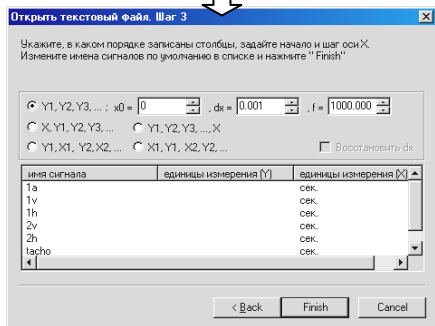 Открыть текстовый файл. Шаг 3
Укажите, в каком порядке записаны столбцы, задайте начало и шаг оси X.
Измените имена сигналов по умолчанию в списке и нажмите " Finish"
Y1, Y2, Y3, ... ; x0 = 0 , dx = 0.001 , f = 1000.000
X, Y1, Y2, Y3, ... Y1, Y2, Y3, ..., X
Y1, X1, Y2, X2, ... X1, Y1, X2, Y2, ... Восстановить dx
имя сигнала единицы измерения (Y) единицы измерения (X)
1a сек.
1v сек.
1h сек.
2v сек.
2h сек.
tacho сек.
< Back Finish Cancel